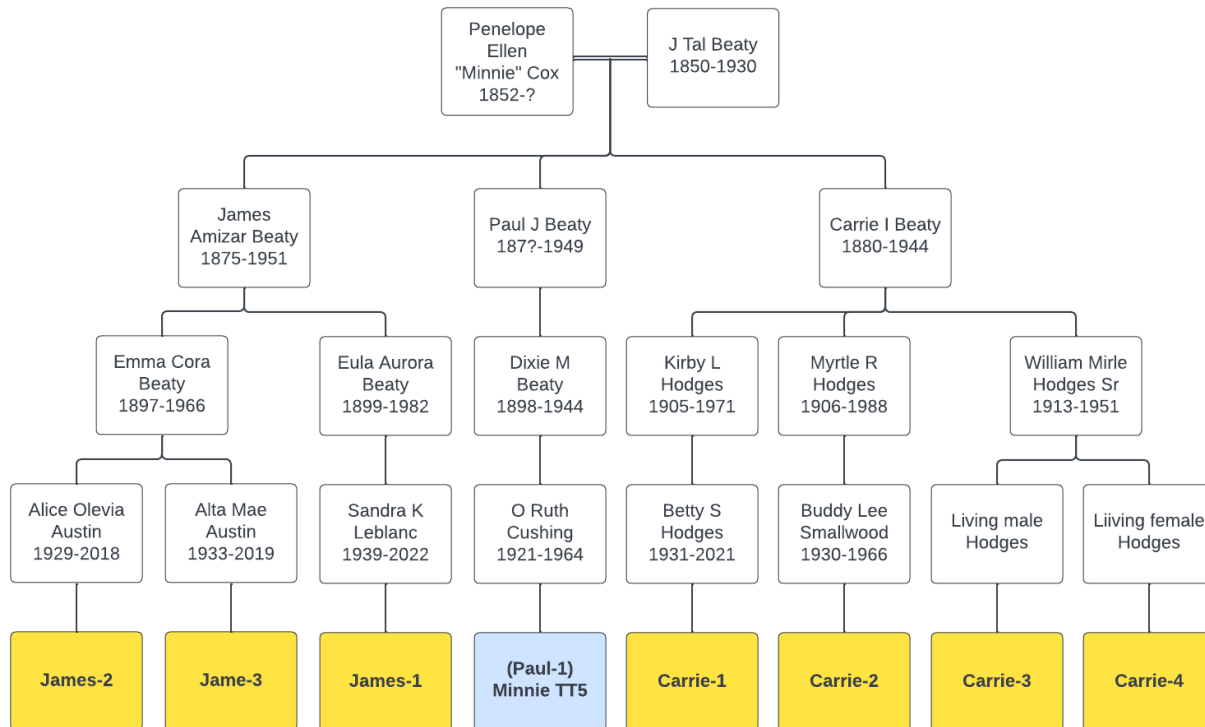 Penelope
Ellen
"Minnie" Cox
1852-?
J Tal Beaty
1850-1930
James
Amizar Beaty
1875-1951
Paul J Beaty
187?-1949
Carrie I Beaty
1880-1944
Emma Cora
Beaty
1897-1966
Eula Aurora
Beaty
1899-1982
Dixie M
Beaty
1898-1944
Kirby L
Hodges
1905-1971
Myrtle R
Hodges
1906-1988
William Mirle
Hodges Sr
1913-1951
Alice Olevia
Austin
1929-2018
Alta Mae
Austin
1933-2019
Sandra K
Leblanc
1939-2022
O Ruth
Cushing
1921-1964
Betty S
Hodges
1931-2021
Buddy Lee
Smallwood
1930-1966
Living male
Hodges
Liiving female
Hodges
James-2
Jame-3
James-1
(Paul-1)
Minnie TT5
Carrie-1
Carrie-2
Carrie-3
Carrie-4